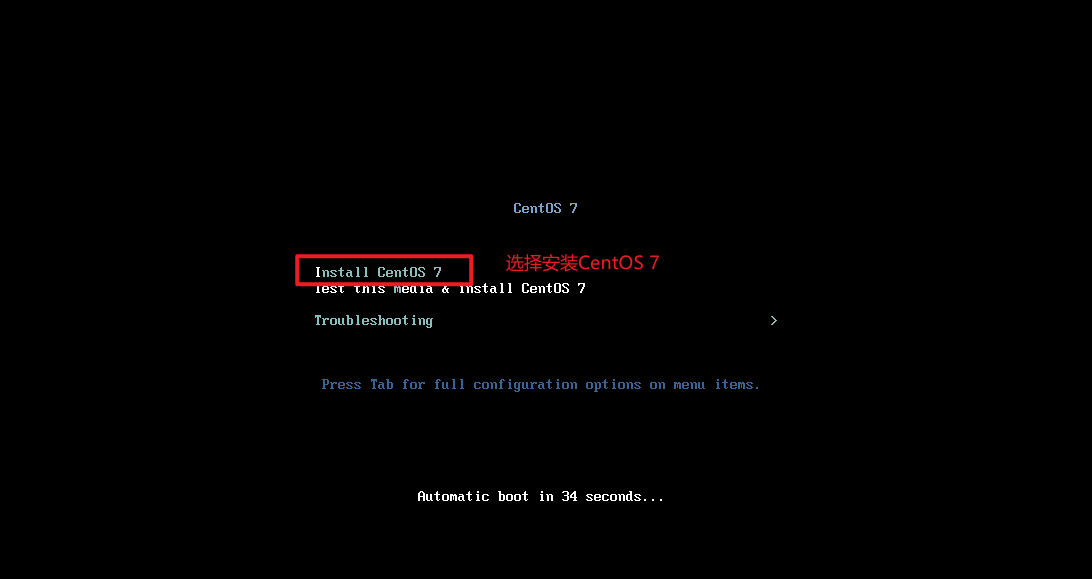 CentOS 7
Install CentOS 7
选择安装CentOS 7
Test this media & install CentOS 7
Troubleshooting >
Press Tab for full configuration options on menu items.
Automatic boot in 34 seconds...